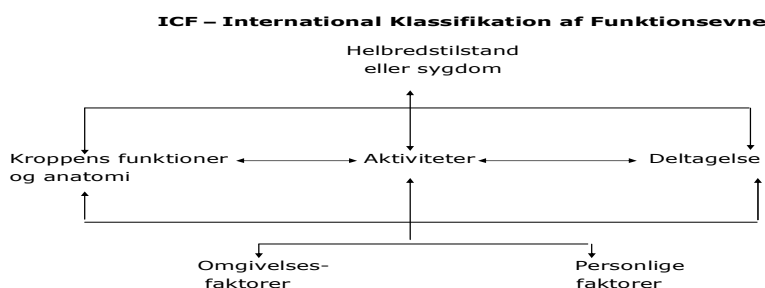 ICF – International Klassifikation af Funktionsevne
Helbredstilstand
eller sygdom
Kroppens funktioner
og anatomi
Aktiviteter
Deltagelse
Omgivelses-
faktorer
Personlige
faktorer